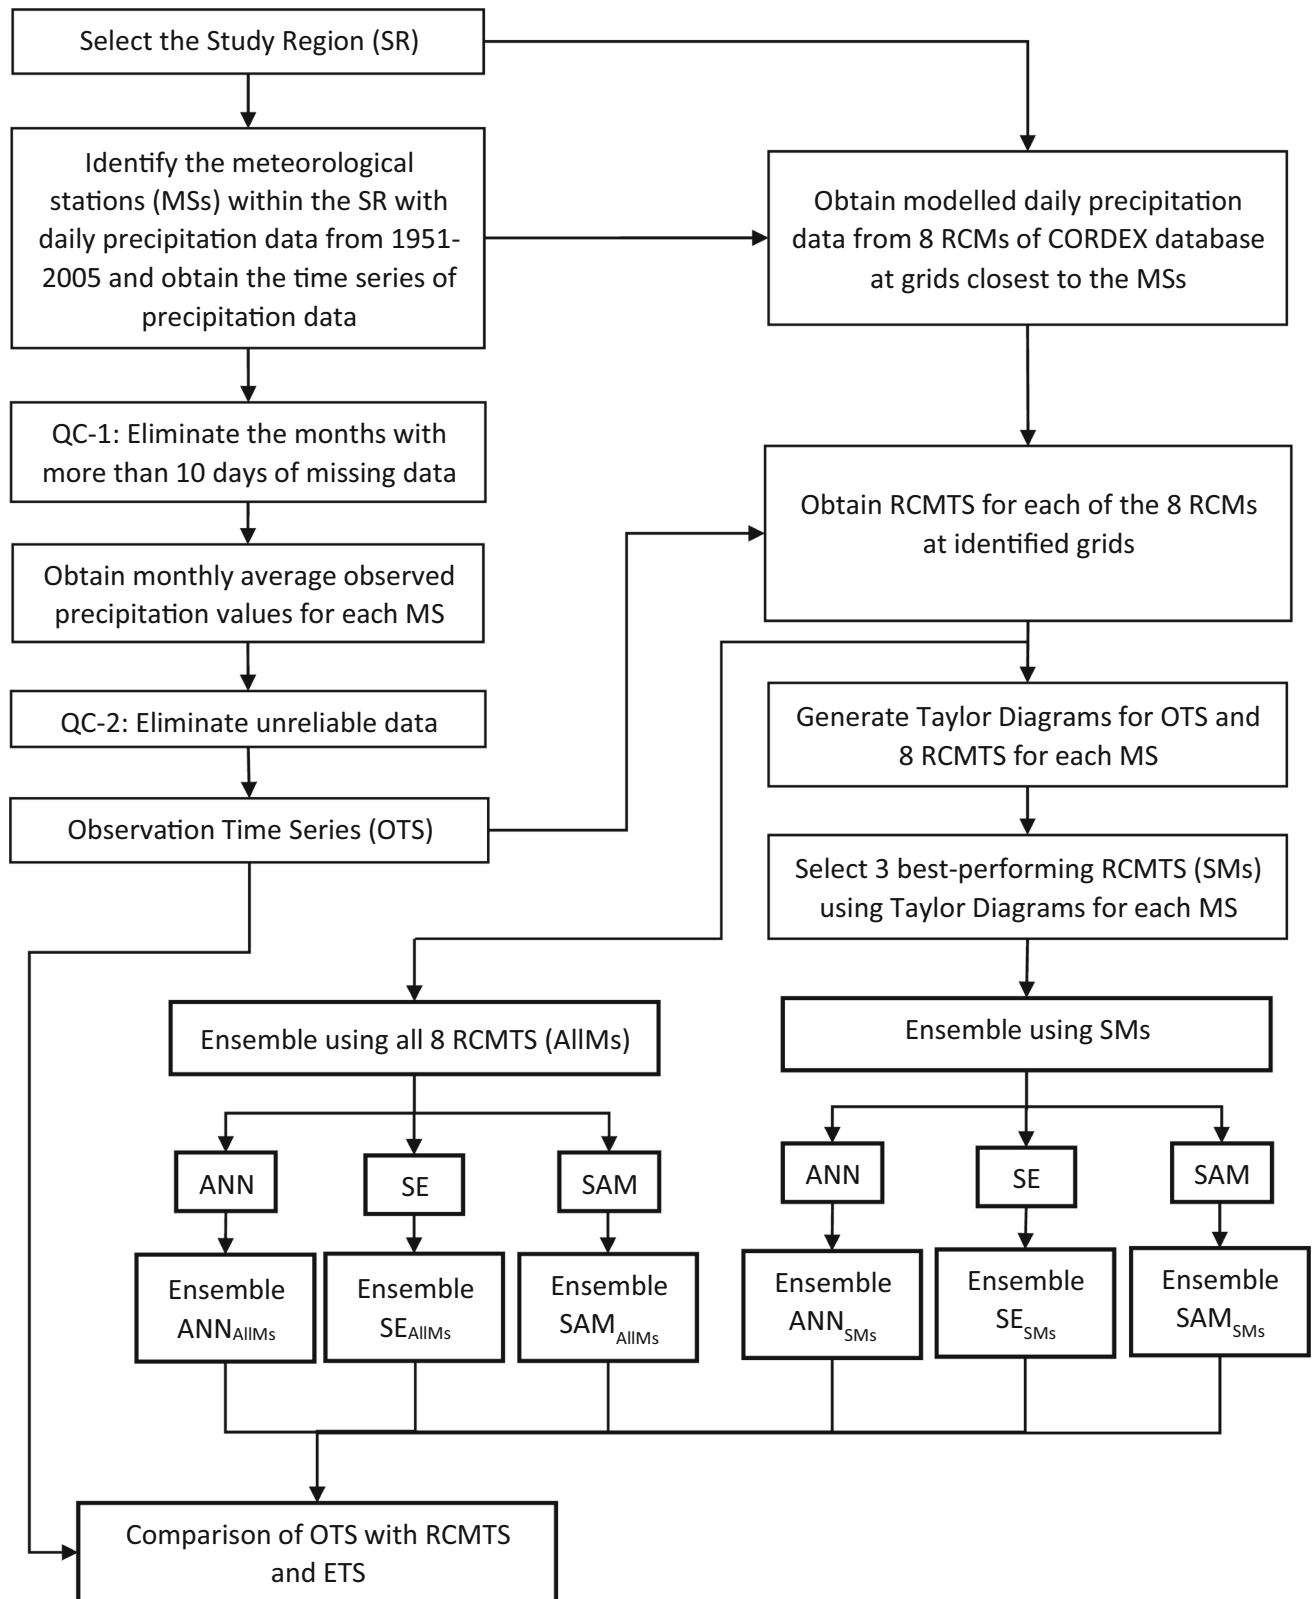 Select the Study Region (SR)
Identify the meteorological
stations (MSs) within the SR with
daily precipitation data from 1951-
2005 and obtain the time series of
precipitation data
Obtain modelled daily precipitation
data from 8 RCMs of CORDEX database
at grids closest to the MSs
QC-1: Eliminate the months with
more than 10 days of missing data
Obtain RCMTS for each of the 8 RCMs
at identified grids
Obtain monthly average observed
precipitation values for each MS
QC-2: Eliminate unreliable data
Generate Taylor Diagrams for OTS and
8 RCMTS for each MS
Observation Time Series (OTS)
Select 3 best-performing RCMTS (SMs)
using Taylor Diagrams for each MS
Ensemble using all 8 RCMTS (AllMs)
Ensemble using SMs
ANN
SE
SAM
ANN
SE
SAM
Ensemble
ANNAllMs
Ensemble
SEAllMs
Ensemble
SAMAllMs
Ensemble
ANNSMs
Ensemble
SESMs
Ensemble
SAMSMs
Comparison of OTS with RCMTS
and ETS